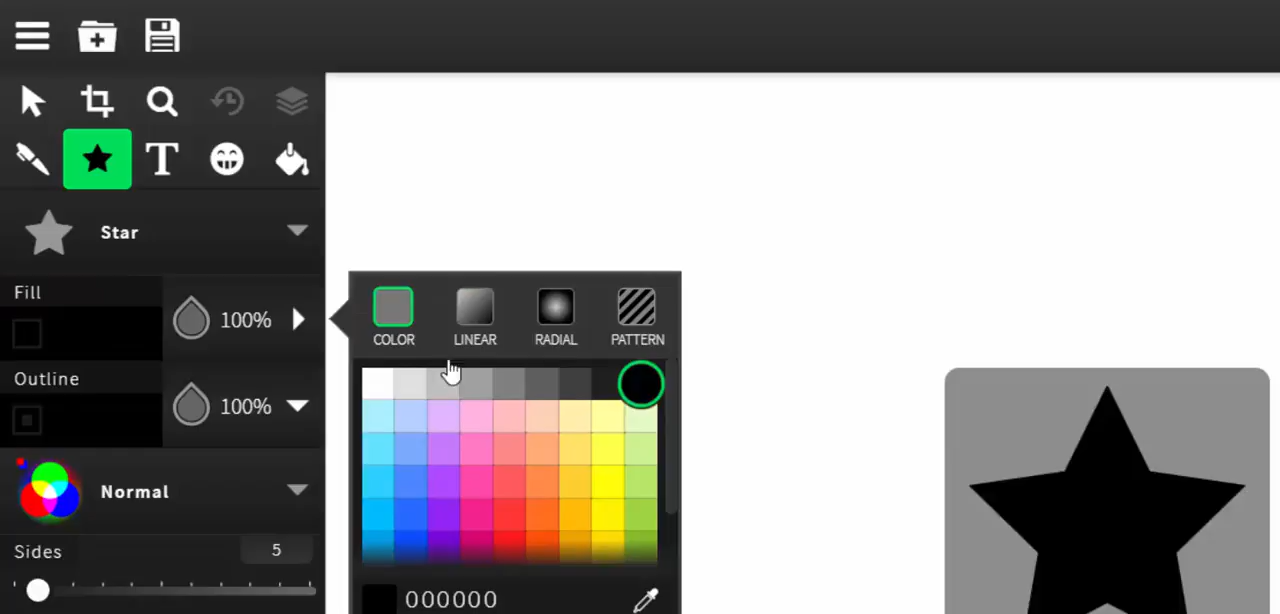 Star
Fill
100%
COLOR LINEAR RADIAL PATTERN
Outline
100%
Normal
Sides 5
000000